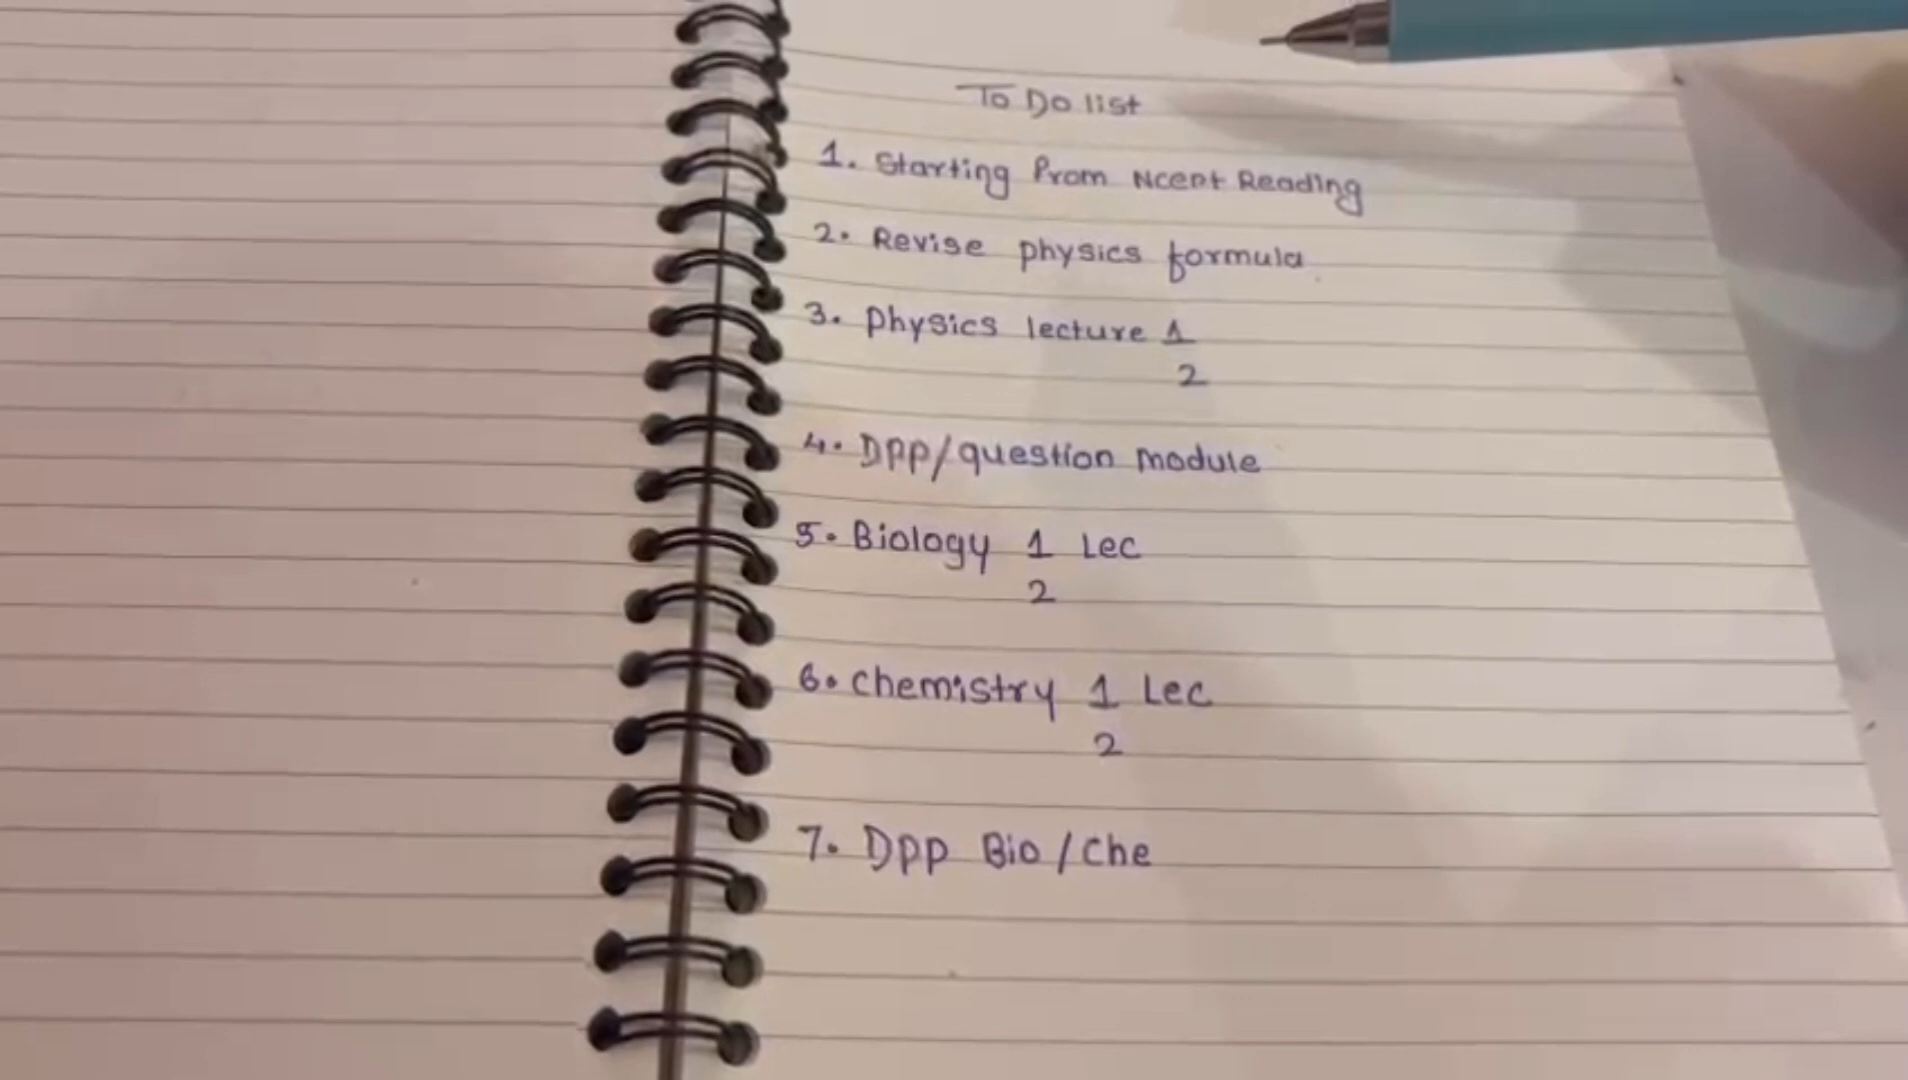 To Do list
1. Starting From Ncert Reading
2. Revise physics formula
3. Physics lecture 1
2
4. DPP/question module
5. Biology 1 Lec
2
6. Chemistry 1 Lec
2
7. DPP Bio / Che